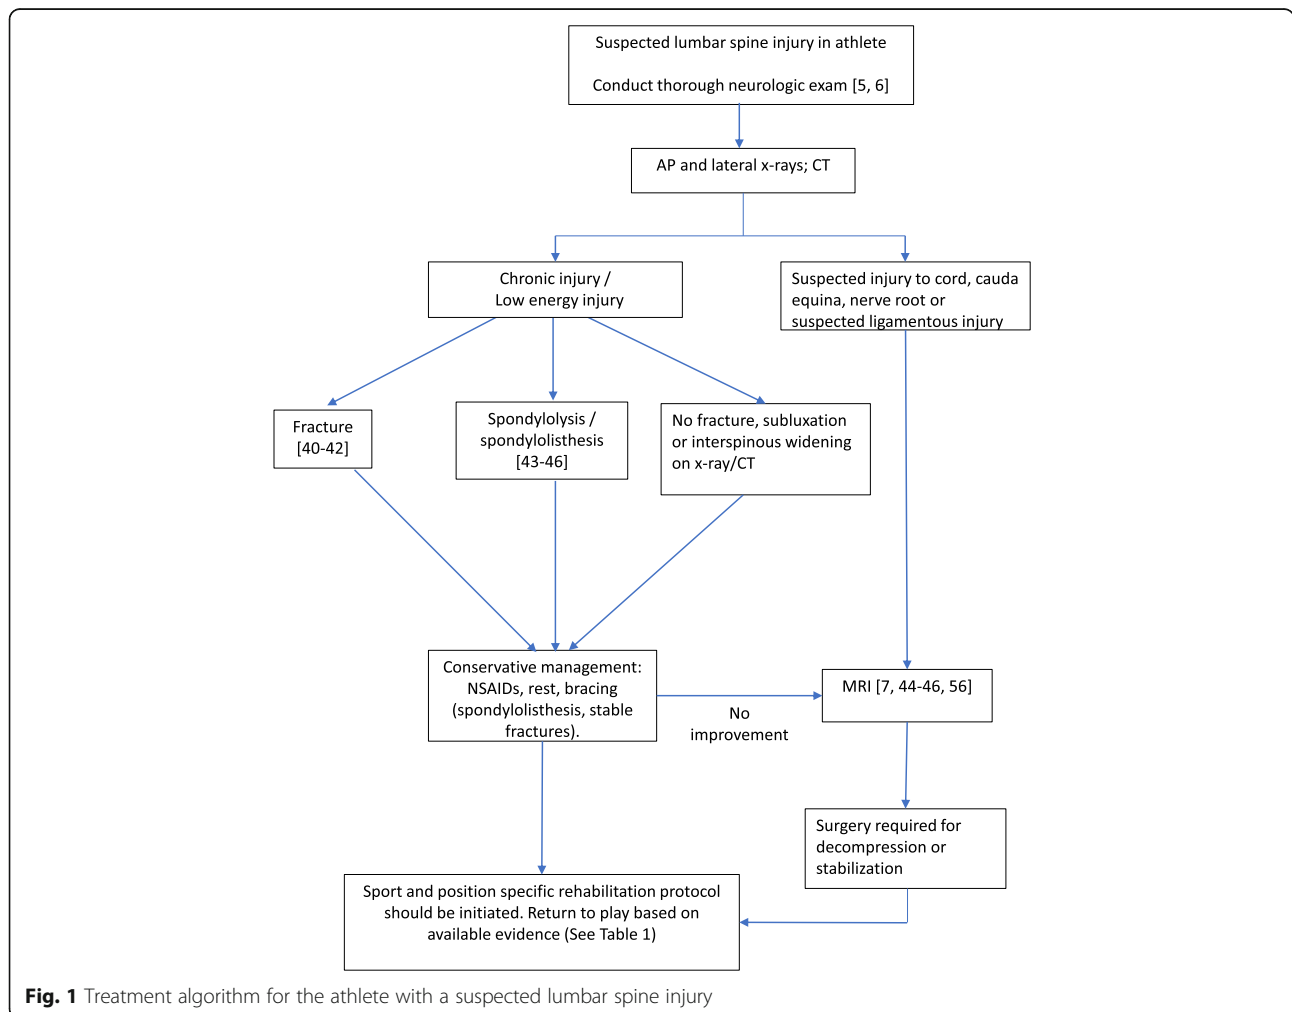 Suspected lumbar spine injury in athlete
Conduct thorough neurologic exam [5, 6]
AP and lateral x-rays; CT
Chronic injury /
Low energy injury
Suspected injury to cord, cauda
equina, nerve root or
suspected ligamentous injury
Fracture
[40-42]
Spondylolysis /
spondylolisthesis
[43-46]
No fracture, subluxation
or interspinous widening
on x-ray/CT
Conservative management:
NSAIDs, rest, bracing
(spondylolisthesis, stable
fractures).
No
improvement
MRI [7, 44-46, 56]
Surgery required for
decompression or
stabilization
Sport and position specific rehabilitation protocol
should be initiated. Return to play based on
available evidence (See Table 1)
Fig. 1 Treatment algorithm for the athlete with a suspected lumbar spine injury